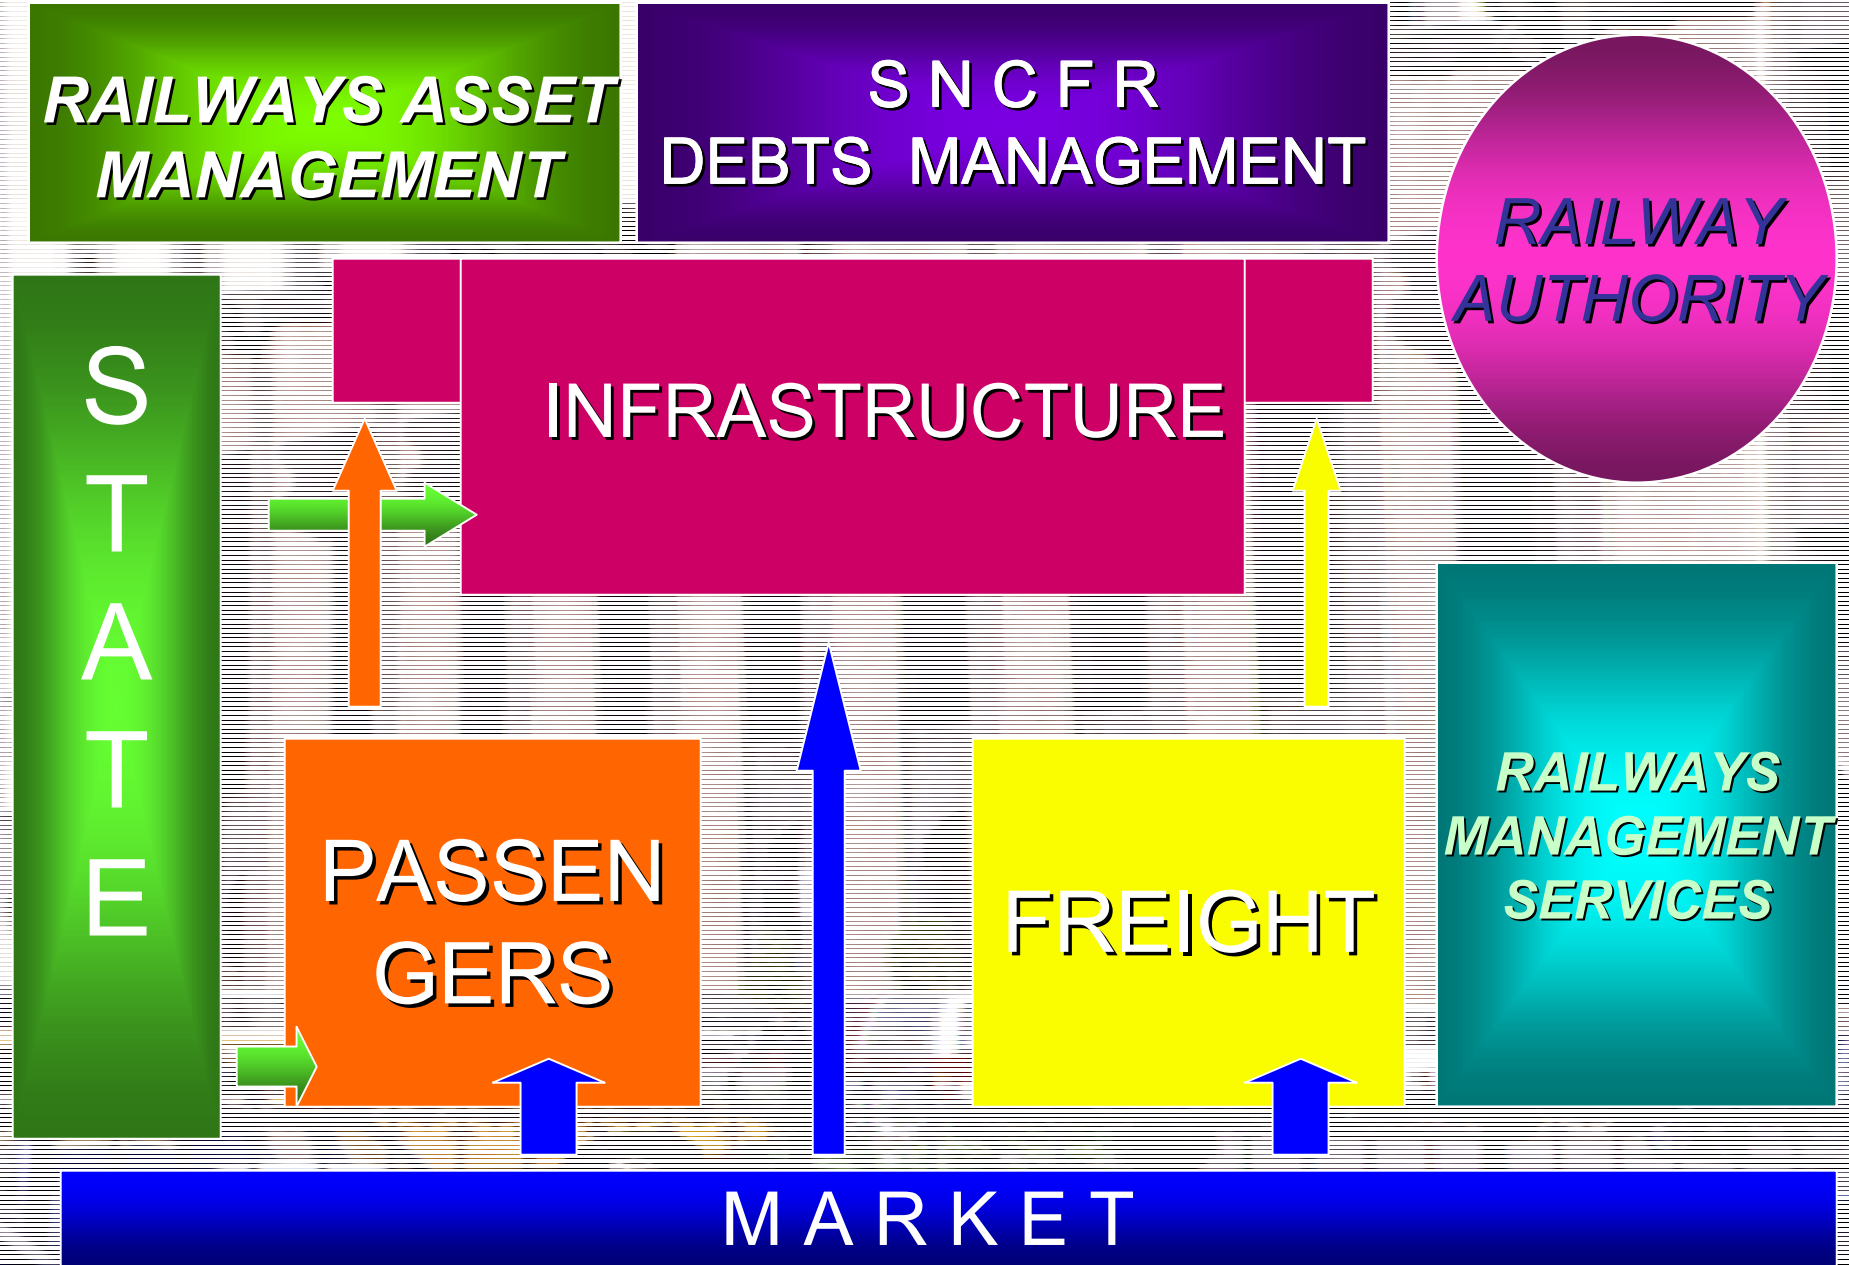 RAILWAYS ASSET
MANAGEMENT
S N C F R
DEBTS MANAGEMENT
RAILWAY
AUTHORITY
S
T
A
T
E
INFRASTRUCTURE
PASSEN
GERS
FREIGHT
RAILWAYS
MANAGEMENT
SERVICES
M A R K E T